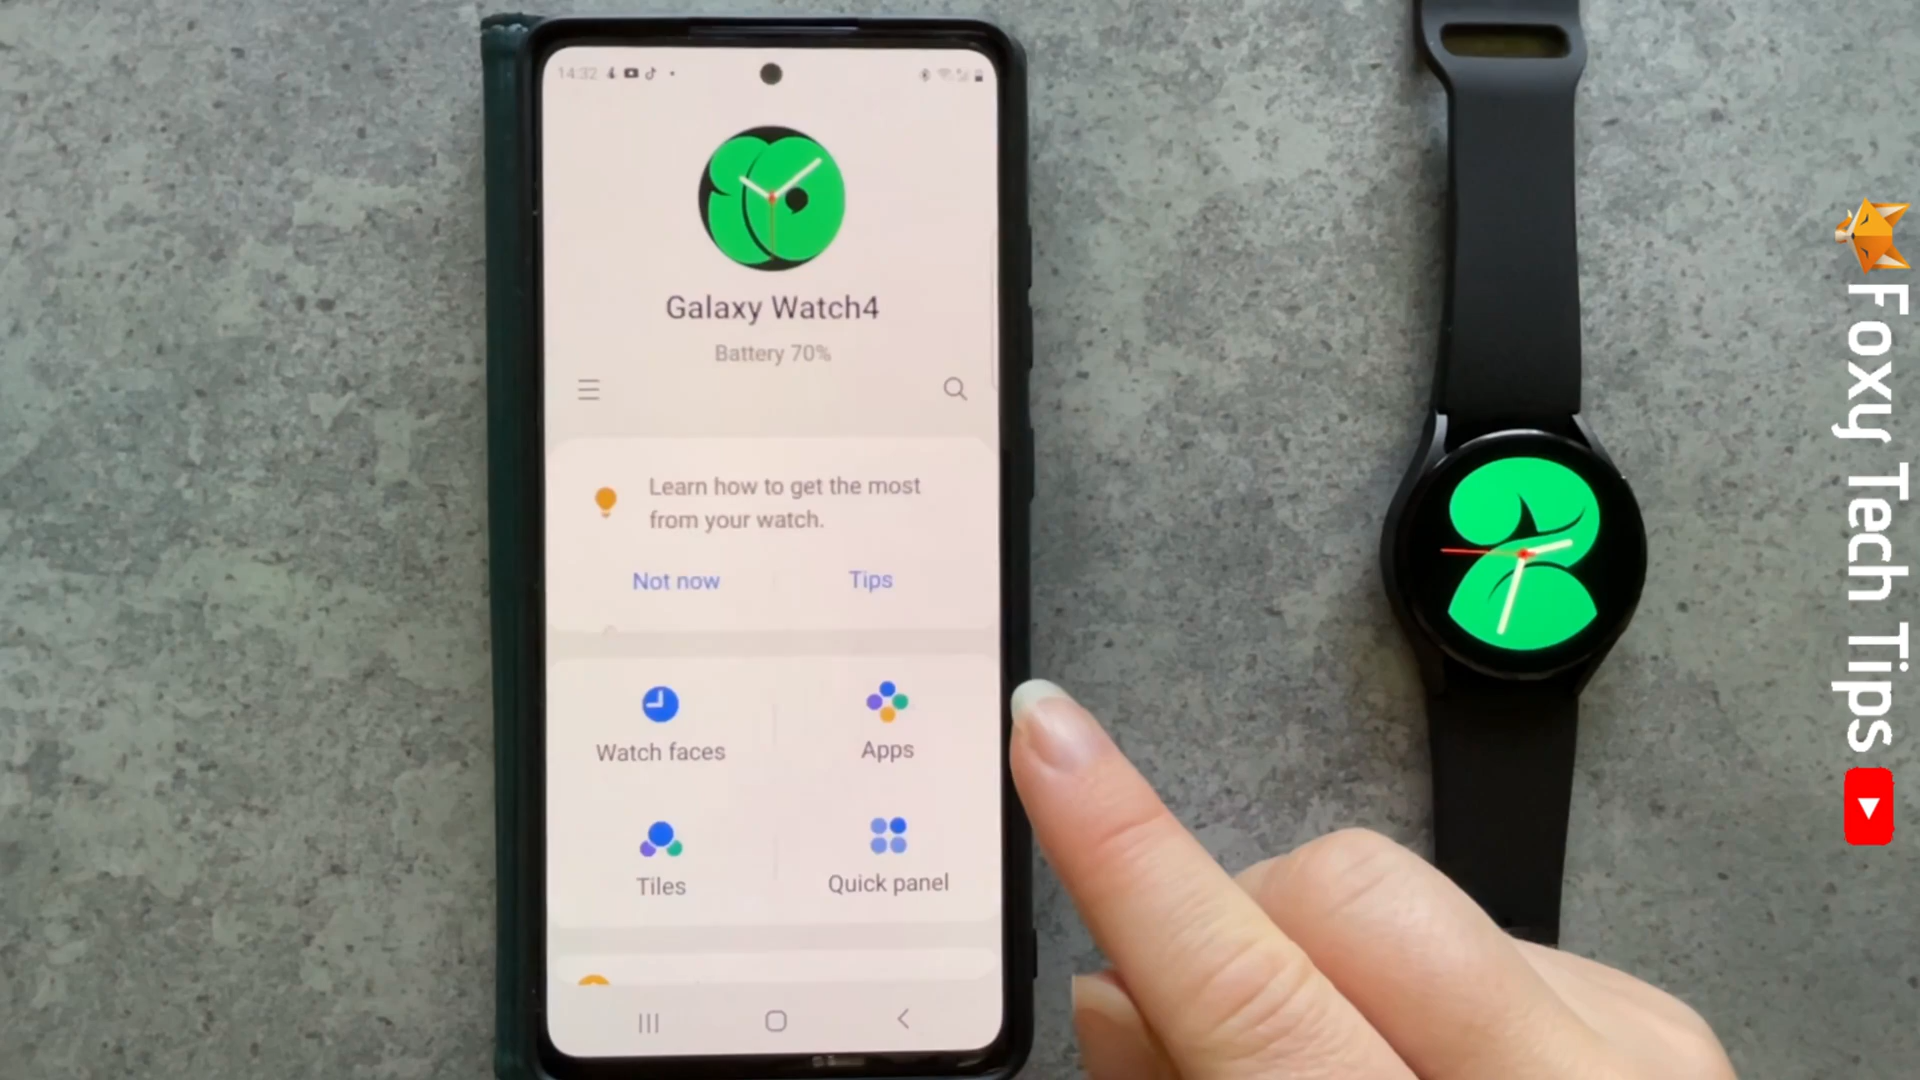 14:32
Galaxy Watch4
Battery 70%
Learn how to get the most
from your watch.
Not now
Tips
Watch faces
Apps
Tiles
Quick panel
Foxy Tech Tips